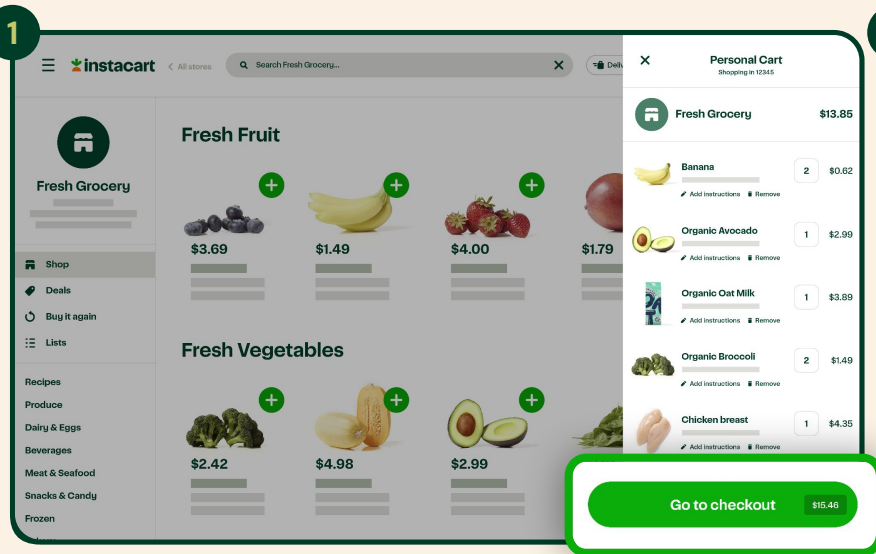 1
instacart
All stores
Search Fresh Grocery...
Fresh Grocery
Shop
Deals
Buy it again
Lists
Recipes
Produce
Dairy & Eggs
Beverages
Meat & Seafood
Snacks & Candy
Frozen
Fresh Fruit
$3.69
$1.49
$4.00
$1.79
Fresh Vegetables
$2.42
$4.98
$2.99
Personal Cart
Shopping in 12345
Fresh Grocery $13.85
Banana 2 $0.62
Add instructions Remove
Organic Avocado 1 $2.99
Add instructions Remove
Organic Oat Milk 1 $3.89
Add instructions Remove
Organic Broccoli 2 $1.49
Add instructions Remove
Chicken breast 1 $4.35
Add instructions Remove
Go to checkout $15.46